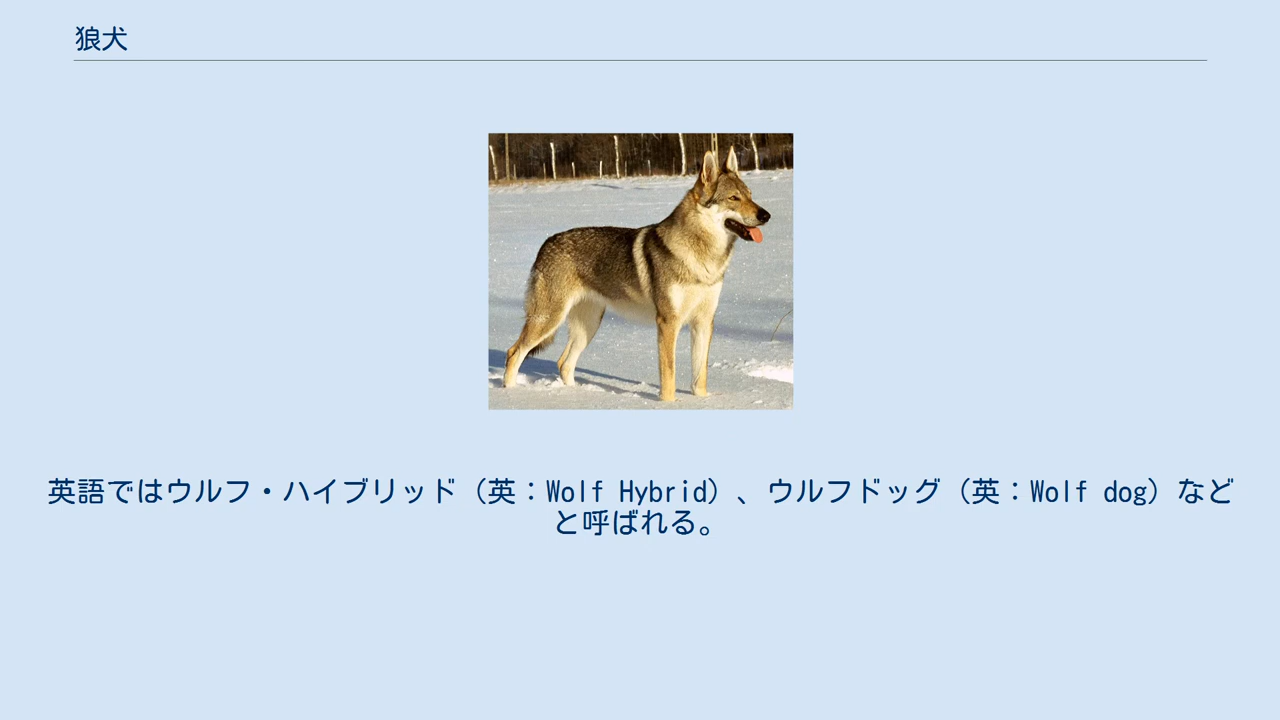 狼犬
英語ではウルフ・ハイブリッド（英：Wolf Hybrid）、ウルフドッグ（英：Wolf dog）など
と呼ばれる。